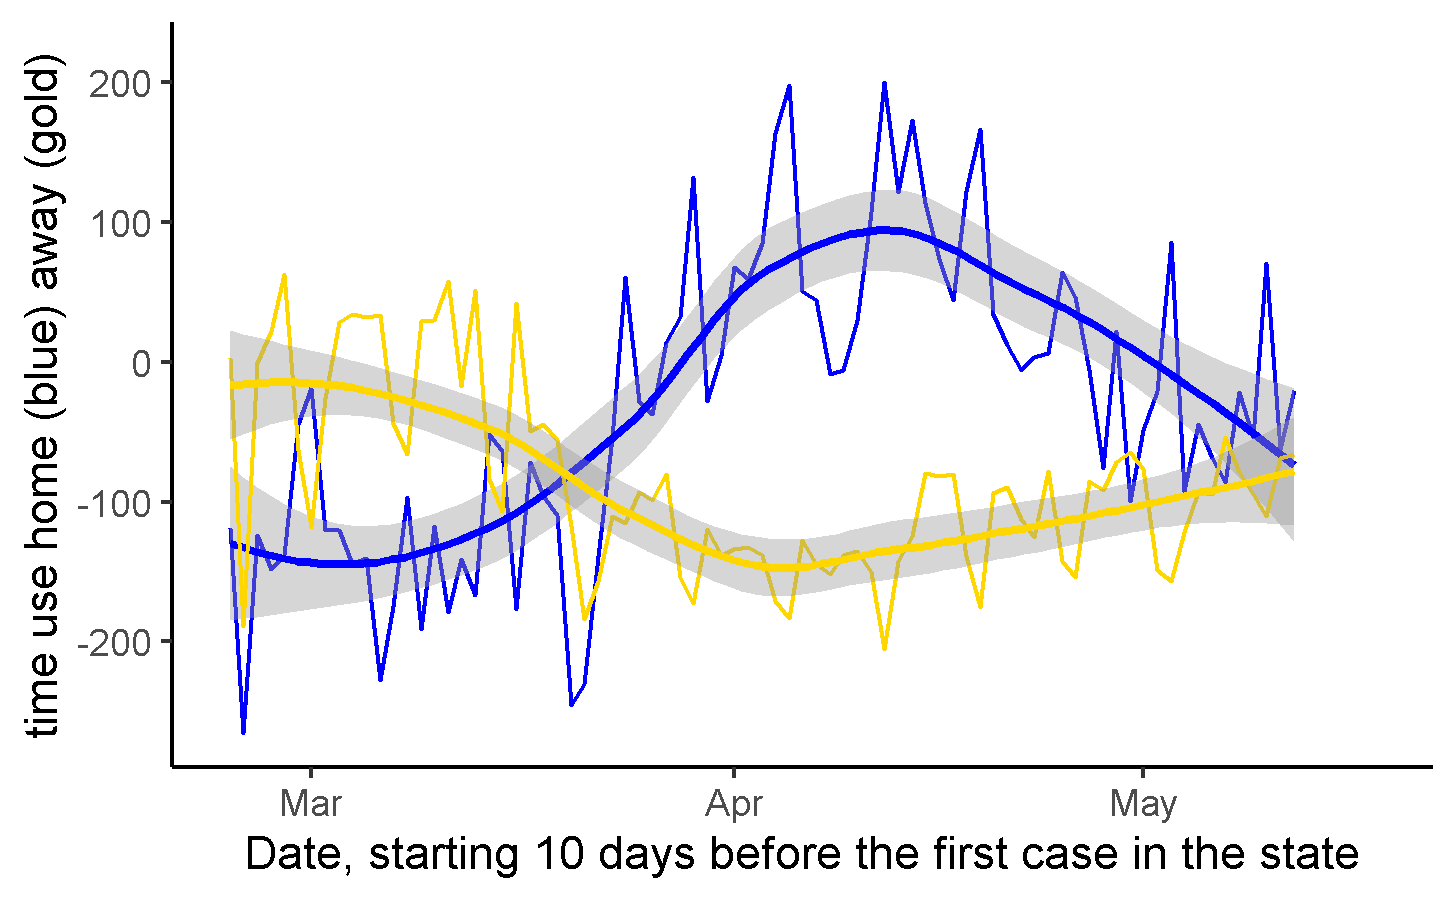 time use home (blue) away (gold)
200
100
0
-100
-200
Mar
Apr
May
Date, starting 10 days before the first case in the state